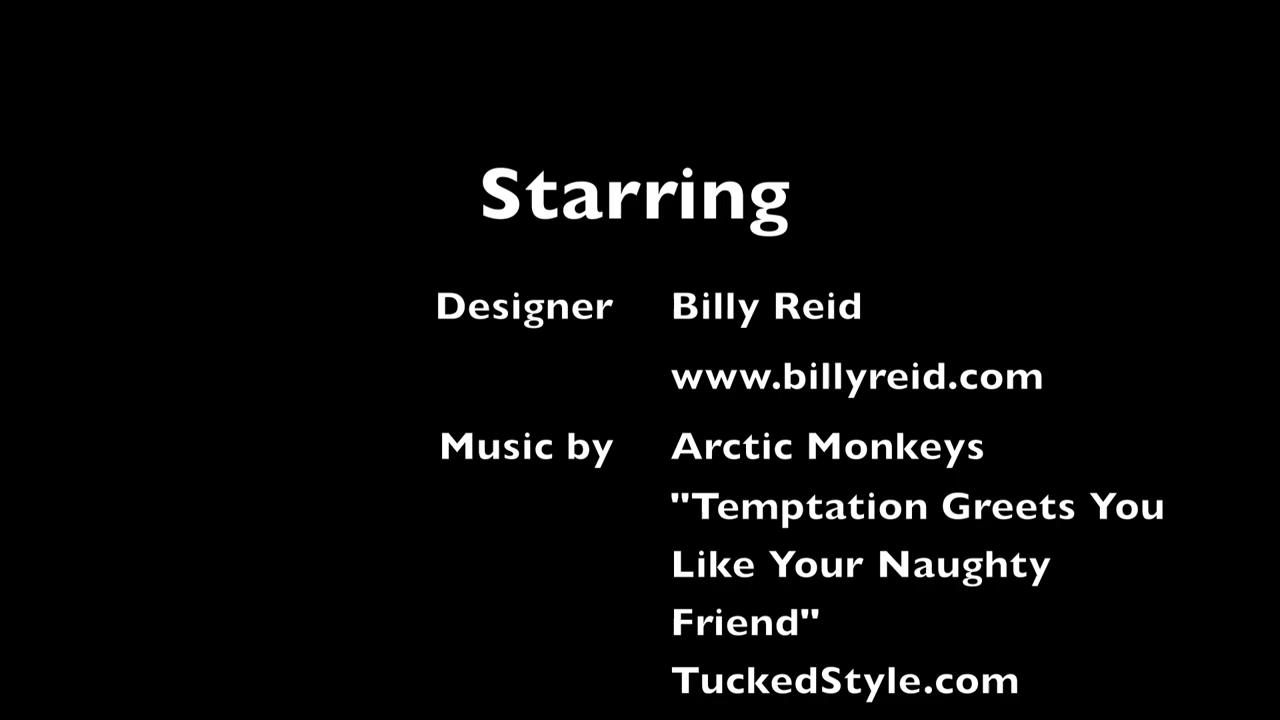 Starring
Designer Billy Reid
www.billyreid.com
Music by Arctic Monkeys
"Temptation Greets You
Like Your Naughty
Friend"
TuckedStyle.com